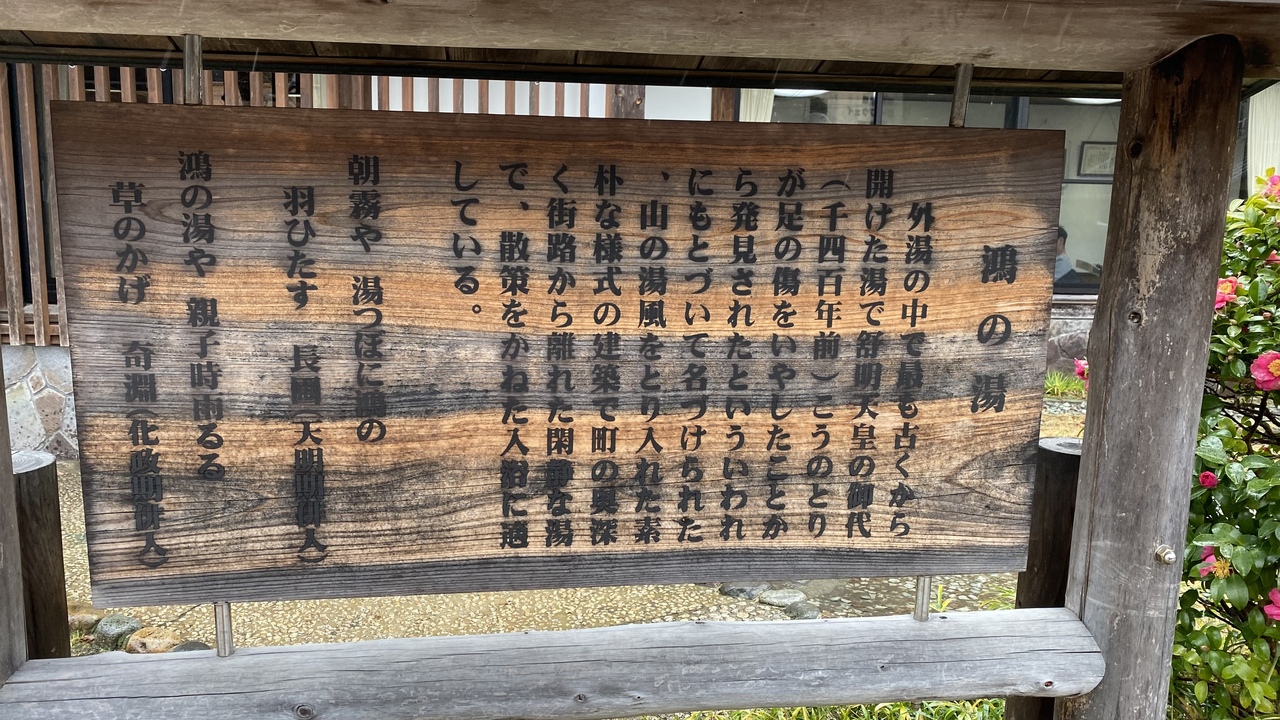 鴻の湯
外湯の中で最も古くから
開けた湯で舒明天皇の御代
（千四百年前）こうのとり
が足の傷をいやしたことか
ら発見されたといういわれ
にもとづいて名づけられた
、山の湯風をとり入れた素
朴な様式の建築で町の奥深
く街路から離れた閑静な湯
で、散策をかねた入浴に適
している。
朝霧や　湯つぼに
羽ひたす　（天明期俳人）
鴻の湯や　親子時雨るる
草のかげ　奇淵（化政期俳人）